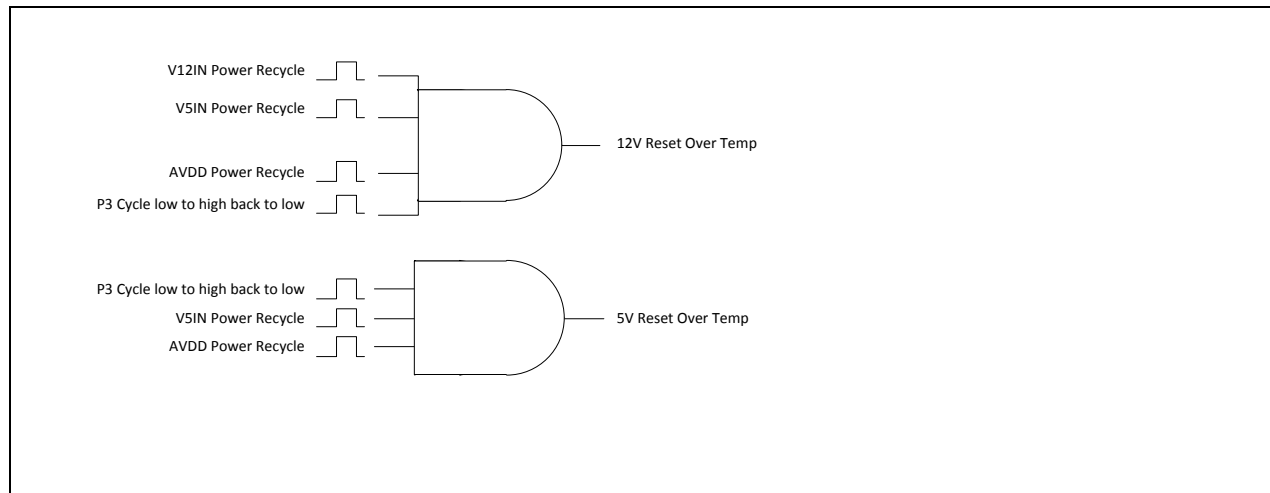 V12IN Power Recycle
V5IN Power Recycle
12V Reset Over Temp
AVDD Power Recycle
P3 Cycle low to high back to low
P3 Cycle low to high back to low
V5IN Power Recycle
5V Reset Over Temp
AVDD Power Recycle